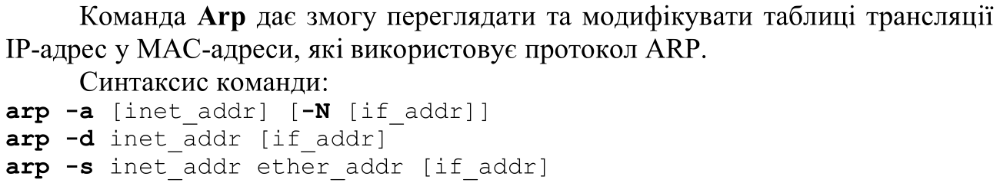 Команда Arp дає змогу переглядати та модифікувати таблиці трансляції
IP-адрес у MAC-адреси, які використовує протокол ARP.
Синтаксис команди:
arp -a [inet_addr] [-N [if_addr]]
arp -d inet_addr [if_addr]
arp -s inet_addr ether_addr [if_addr]